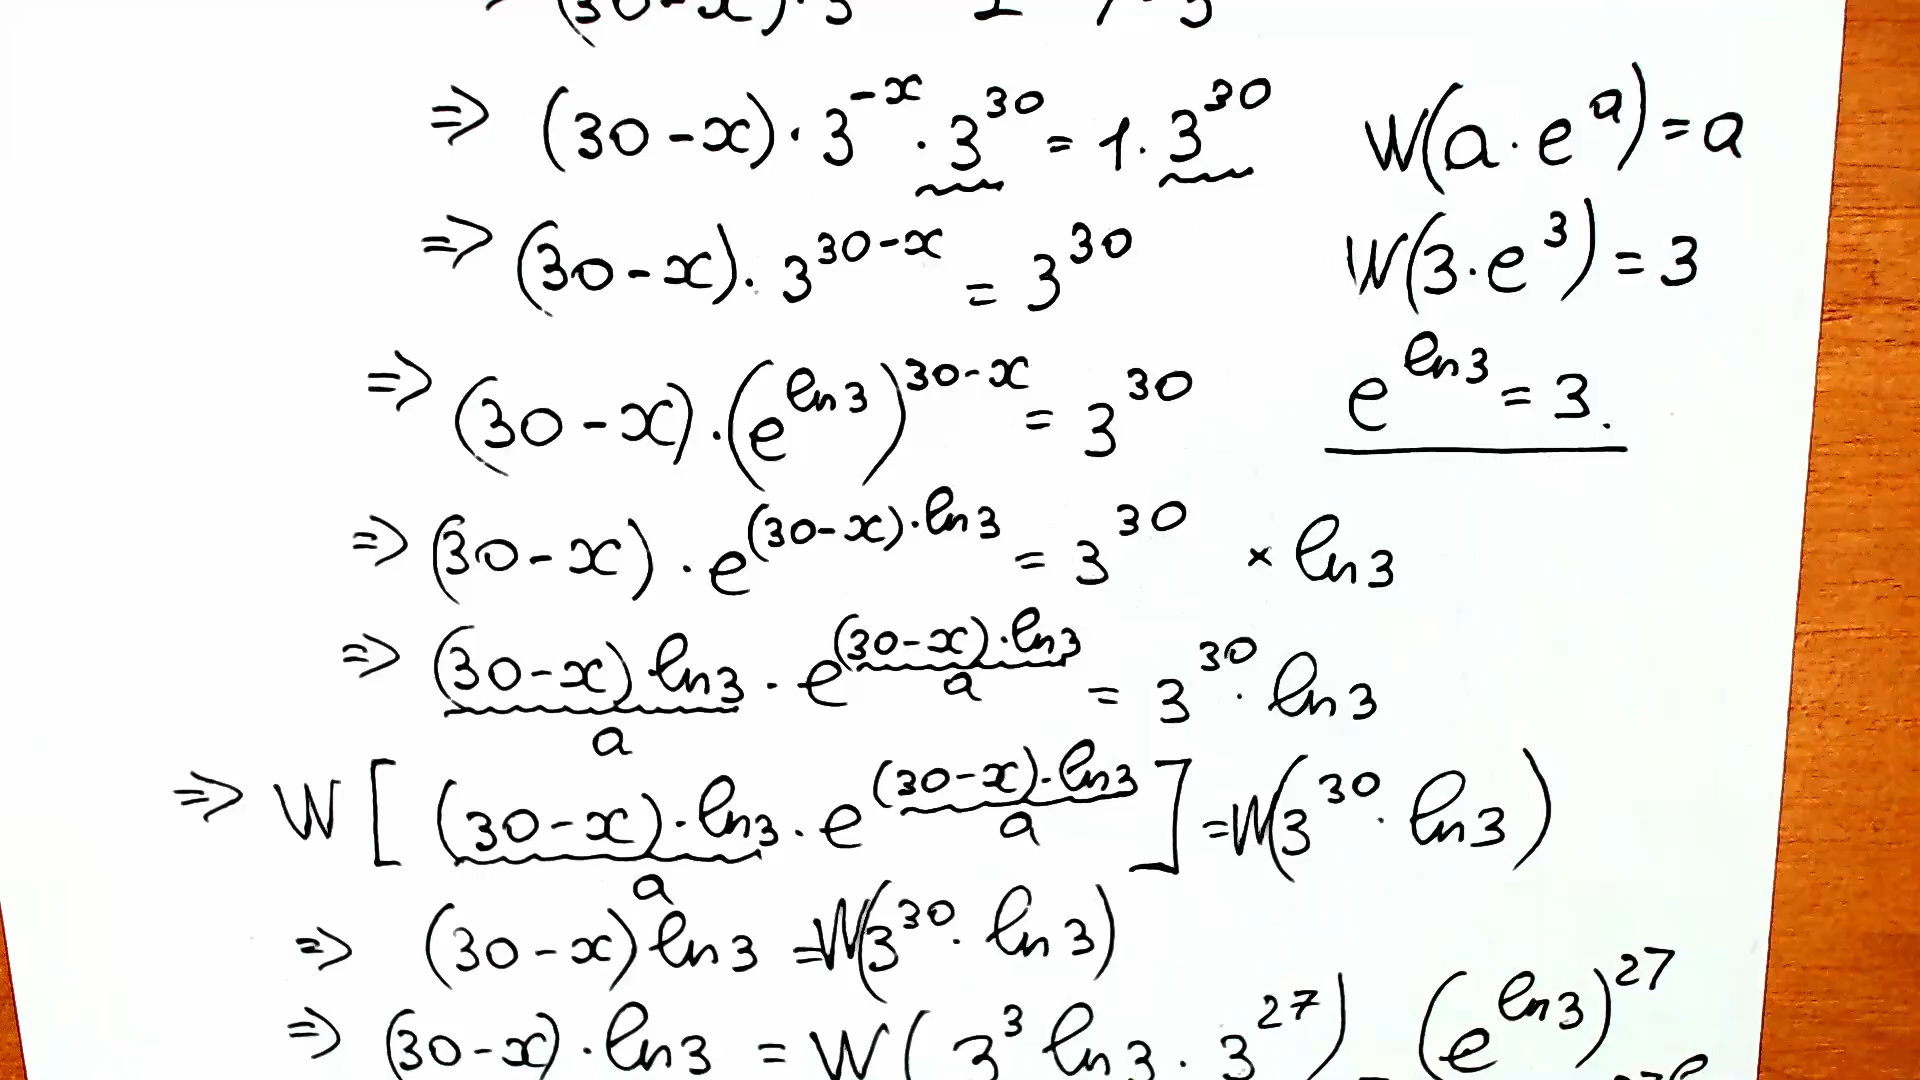 => (30-x)·3^-x · 3^30 = 1·3^30
W(a·e^a)=a
=> (30-x)·3^30-x = 3^30
W(3·e^3)=3
=> (30-x)·(e^ln3)^30-x = 3^30
e^ln3 = 3.
=> (30-x)·e^(30-x)·ln3 = 3^30 × ln3
=> (30-x) ln3 · e^(30-x)·ln3 = 3^30 · ln3
a a
=> W[(30-x)·ln3 · e^(30-x)·ln3] = W(3^30 · ln3)
a a
=> (30-x) ln3 = W(3^30 · ln3)
=> (30-x)·ln3 = W(3^3 ln3 · 3^27)
(e^ln3)^27